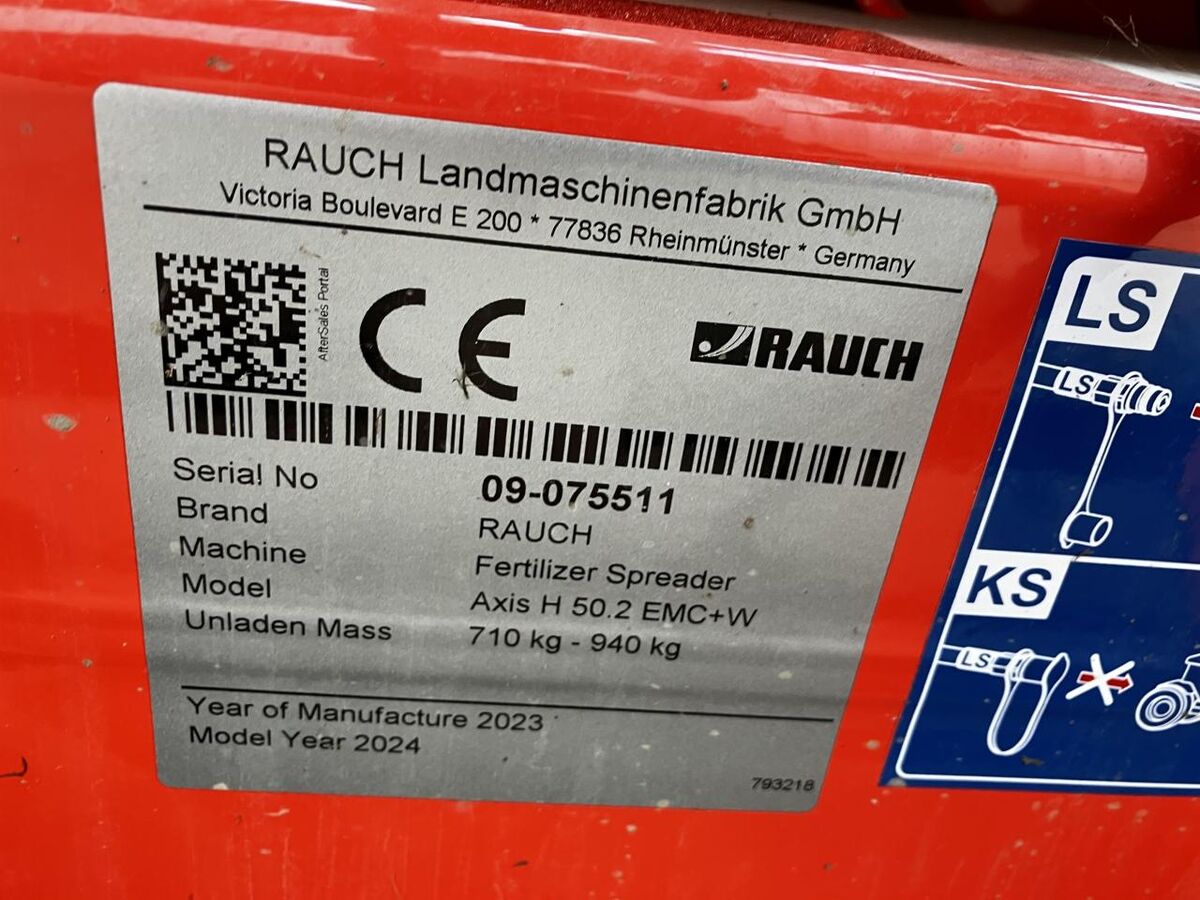 RAUCH Landmaschinenfabrik GmbH
Victoria Boulevard E 200 * 77836 Rheinmünster * Germany
AfterSales Portal
CE
RAUCH
Serial No 09-075511
Brand RAUCH
Machine Fertilizer Spreader
Model Axis H 50.2 EMC+W
Unladen Mass 710 kg - 940 kg
Year of Manufacture 2023
Model Year 2024
793218
LS
LS
KS
LS